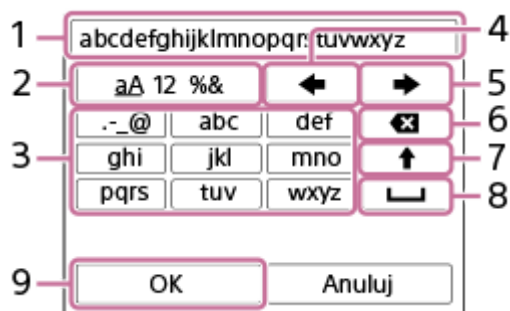 4
1 abcdefghijklmnopqrstuvwxyz
2 aA 12 %& 5
.-_@ abc def 6
3 ghi jkl mno 7
pqrs tuv wxyz 8
9 OK Anuluj